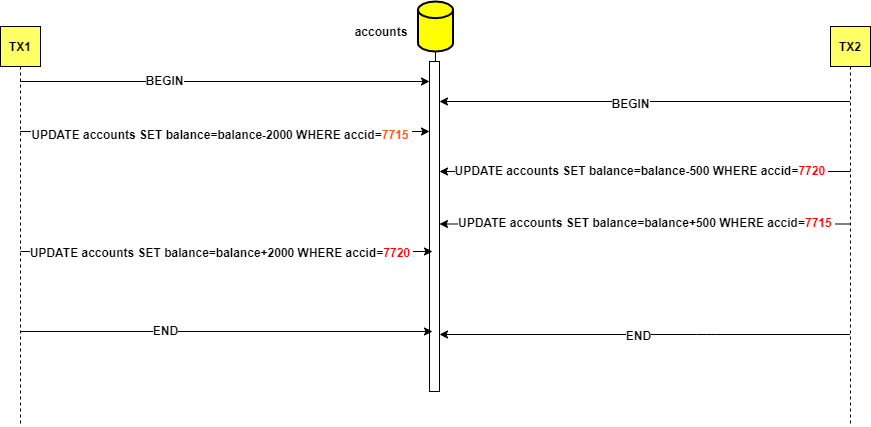 accounts
TX1
TX2
BEGIN
BEGIN
UPDATE accounts SET balance=balance-2000 WHERE accid=7715
UPDATE accounts SET balance=balance-500 WHERE accid=7720
UPDATE accounts SET balance=balance+500 WHERE accid=7715
UPDATE accounts SET balance=balance+2000 WHERE accid=7720
END
END